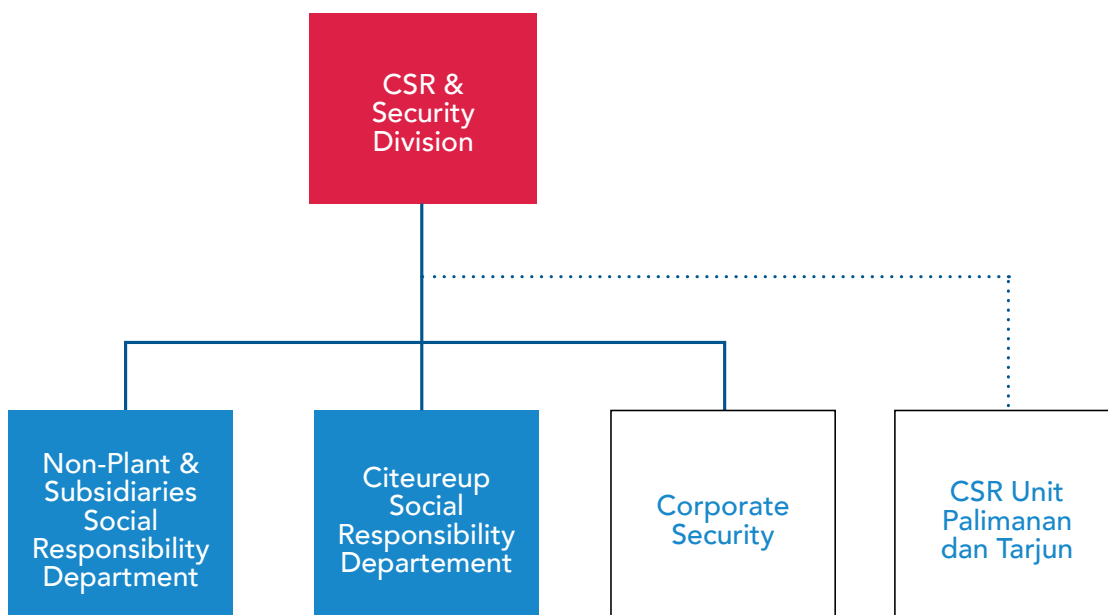 CSR &
Security
Division
Non-Plant &
Subsidiaries
Social
Responsibility
Department
Citeureup
Social
Responsibility
Departement
Corporate
Security
CSR Unit
Palimanan
dan Tarjun